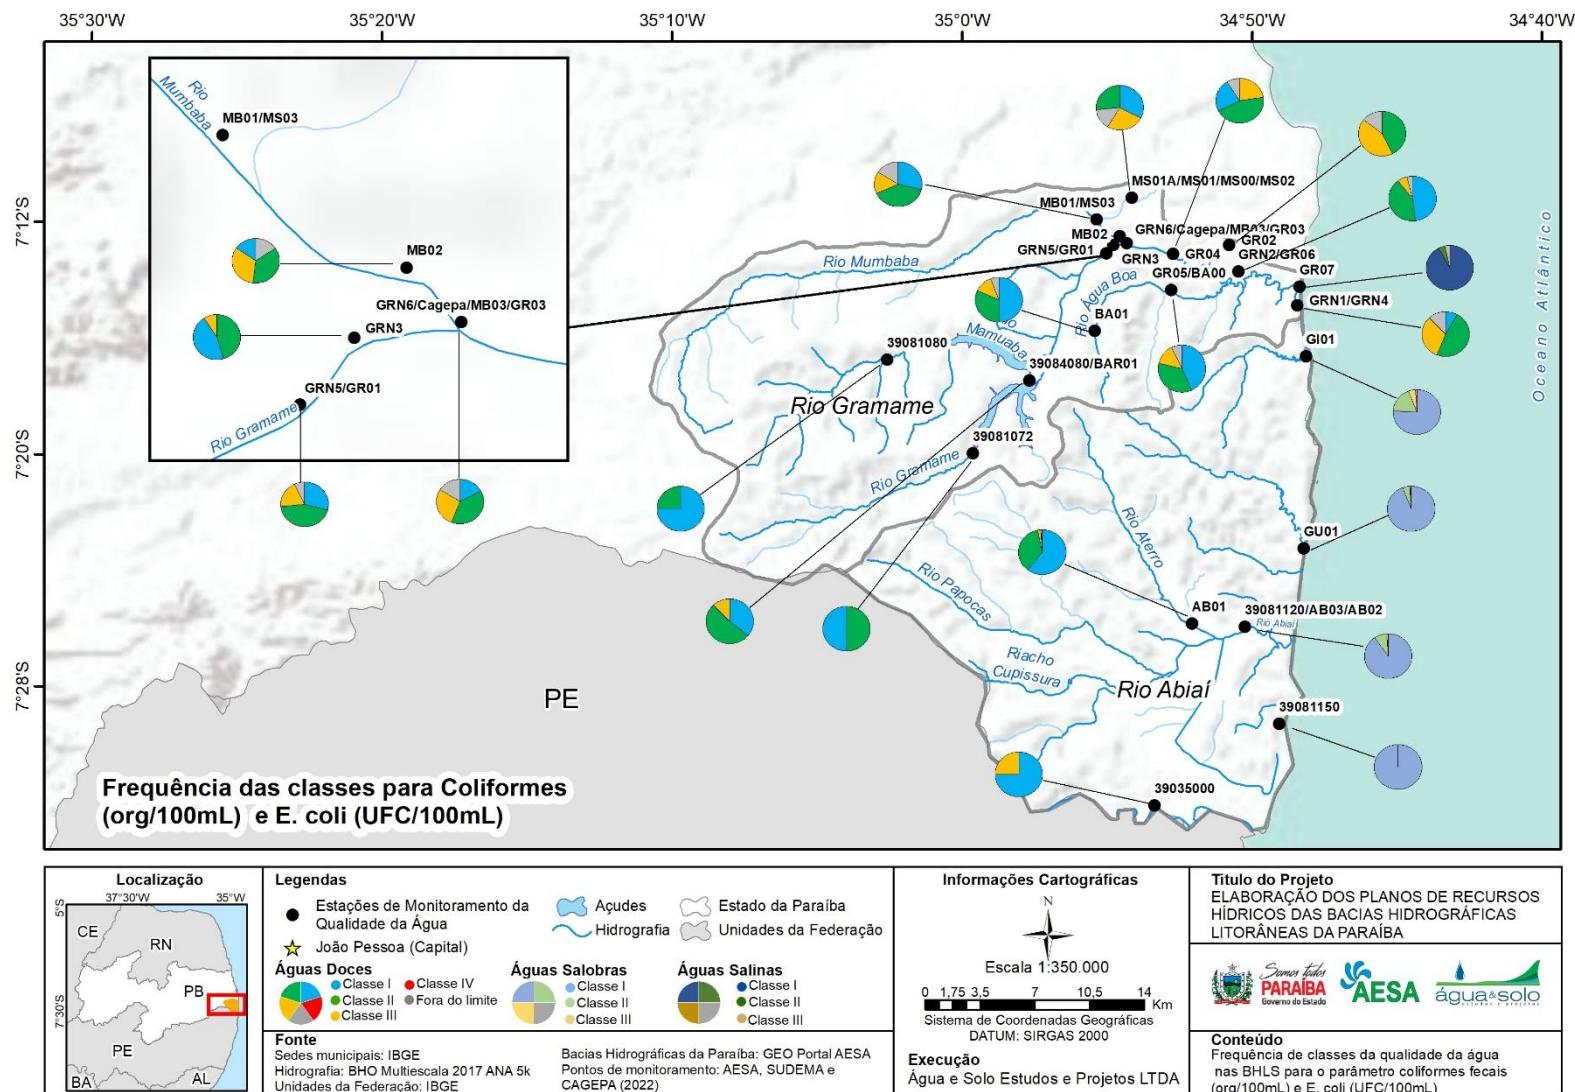 35°30'W
35°20'W
35°10'W
35°0'W
34°50'W
34°40'W
7°12'S
7°20'S
7°28'S
Rio
Mumbaba
MB01/MS03
MB02
GRN6/Cagepa/MB03/GR03
GRN3
GRN5/GR01
Rio Gramame
MS01A/MS01/MS00/MS02
MB01/MS03
MB02
GRN6/Cagepa/MB03/GR03
GRN5/GR01
GRN3
GR04
GR02
GRN2/GR06
GR05/BA00
GR07
GRN1/GRN4
GI01
Rio Mumbaba
Rio Água Boa
BA01
Mamuaba
39081080
39084080/BAR01
Rio Gramame
39081072
Rio Gramame
Oceano Atlântico
GU01
Rio Aterro
Rio Papocas
AB01
39081120/AB03/AB02
Rio Abiaí
Riacho
Cupissura
Rio Abiaí
39081150
39035000
PE
Frequência das classes para Coliformes
(org/100mL) e E. coli (UFC/100mL)
Localização
37°30'W
35°W
5°S
7°30'S
CE
RN
PB
PE
BA
AL
Legendas
Estações de Monitoramento da
Qualidade da Água
João Pessoa (Capital)
Açudes
Hidrografia
Estado da Paraíba
Unidades da Federação
Águas Doces
Classe I
Classe II
Classe III
Classe IV
Fora do limite
Águas Salobras
Classe I
Classe II
Classe III
Águas Salinas
Classe I
Classe II
Classe III
Fonte
Sedes municipais: IBGE
Hidrografia: BHO Multiescala 2017 ANA 5k
Unidades da Federação: IBGE
Bacias Hidrográficas da Paraíba: GEO Portal AESA
Pontos de monitoramento: AESA, SUDEMA e
CAGEPA (2022)
Informações Cartográficas
N
Escala 1:350.000
0 1,75 3,5 7 10,5 14
Km
Sistema de Coordenadas Geográficas
DATUM: SIRGAS 2000
Execução
Água e Solo Estudos e Projetos LTDA
Titulo do Projeto
ELABORAÇÃO DOS PLANOS DE RECURSOS
HÍDRICOS DAS BACIAS HIDROGRÁFICAS
LITORÂNEAS DA PARAÍBA
Somos todos
PARAÍBA
Governo do Estado
AESA
água&solo
estudos e projetos
Conteúdo
Frequência de classes da qualidade da água
nas BHLS para o parâmetro coliformes fecais
(org/100mL) e E. coli (UFC/100mL)